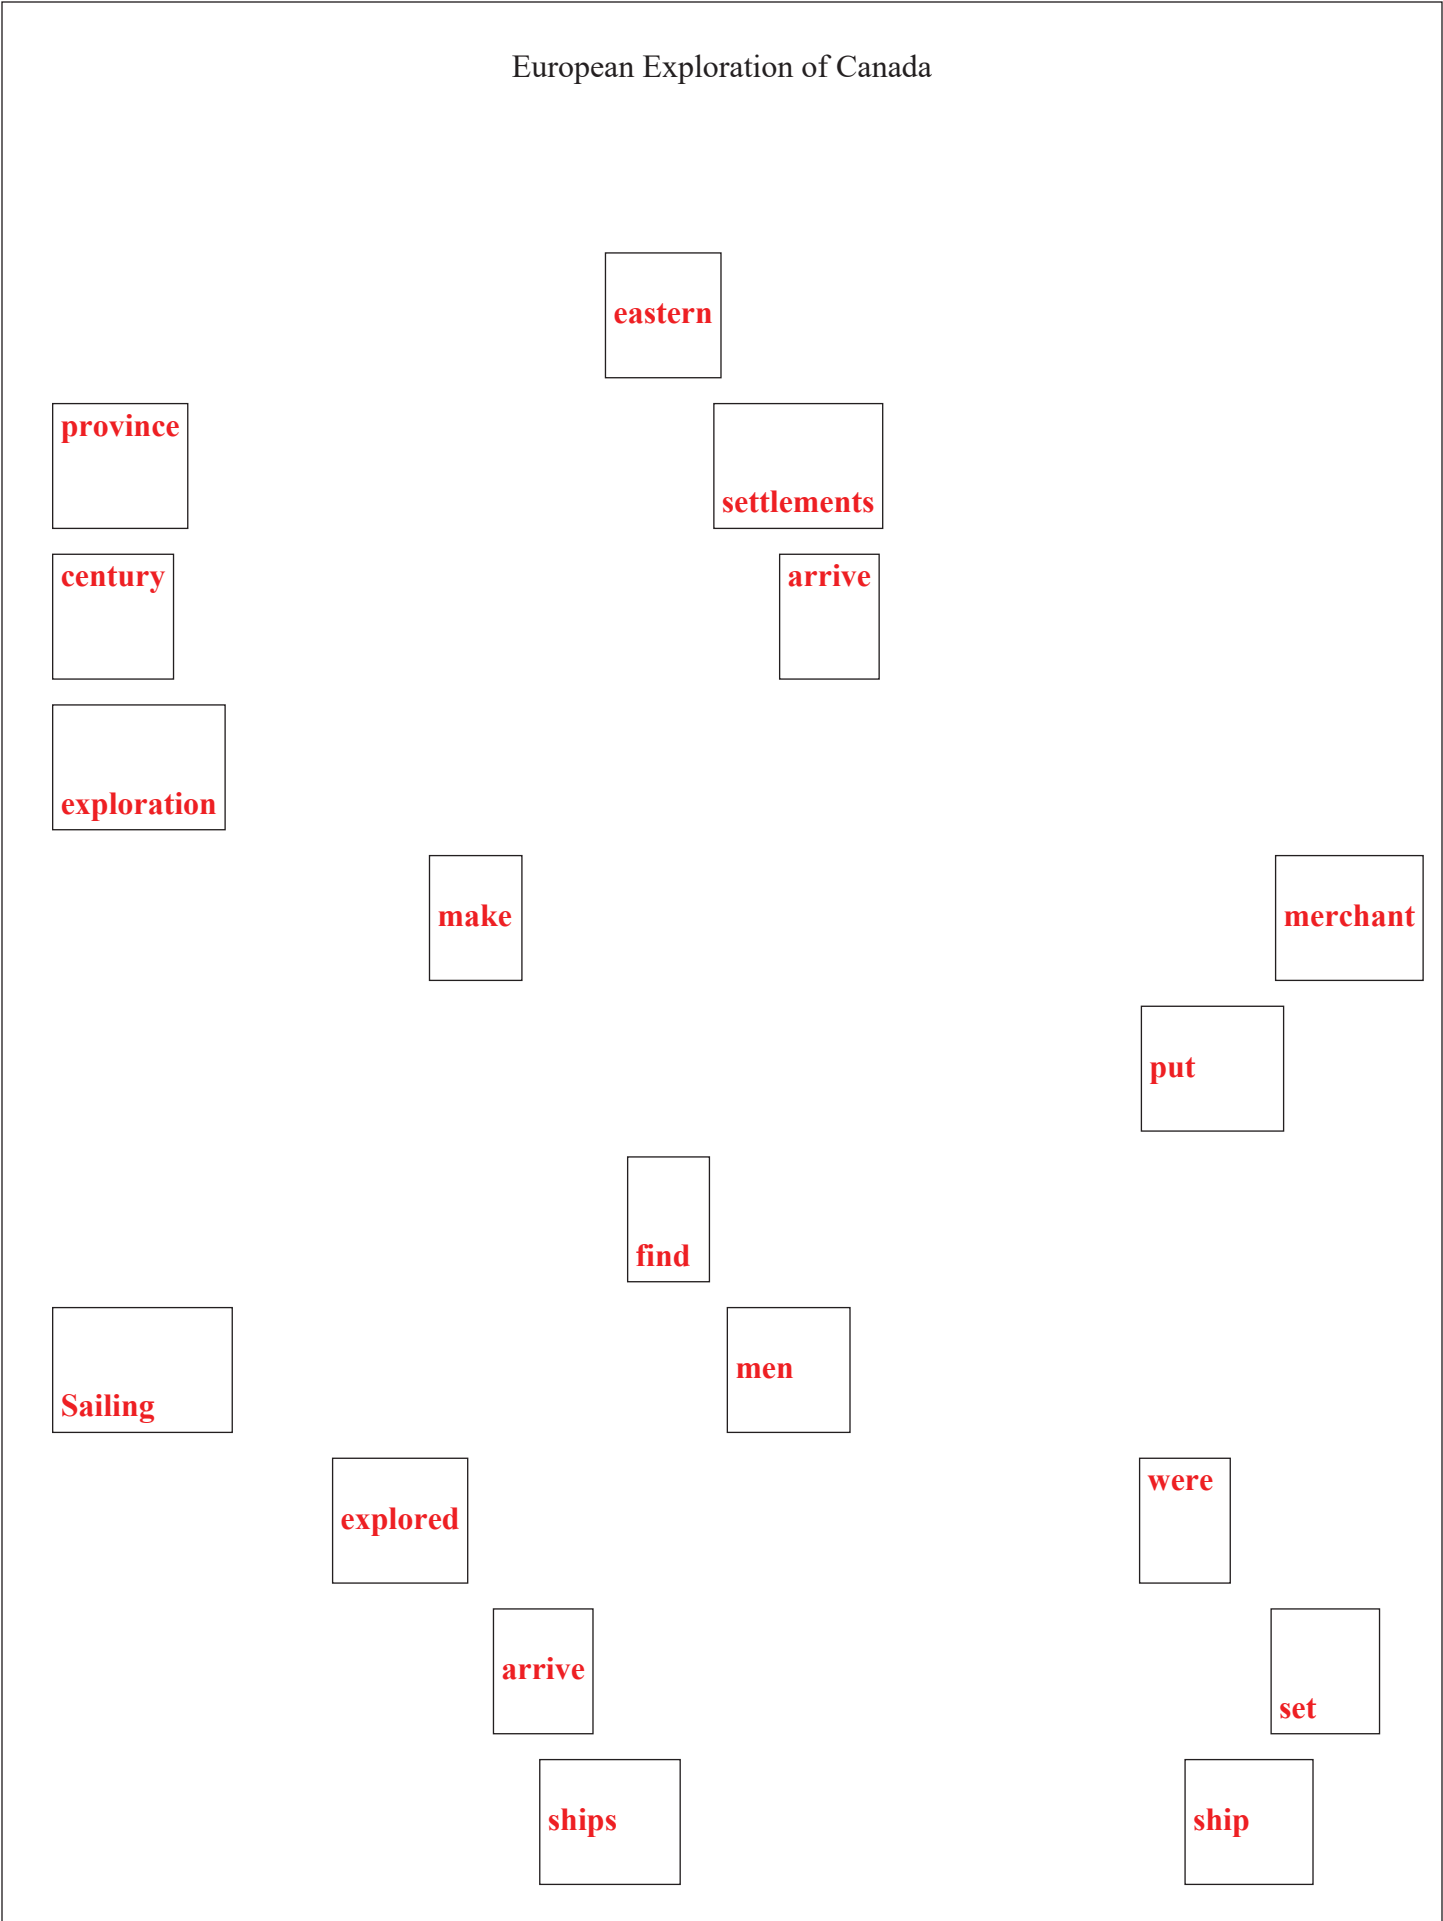 European Exploration of Canada
eastern
province
settlements
century
arrive
exploration
make
merchant
put
find
Sailing
men
explored
were
arrive
set
ships
ship